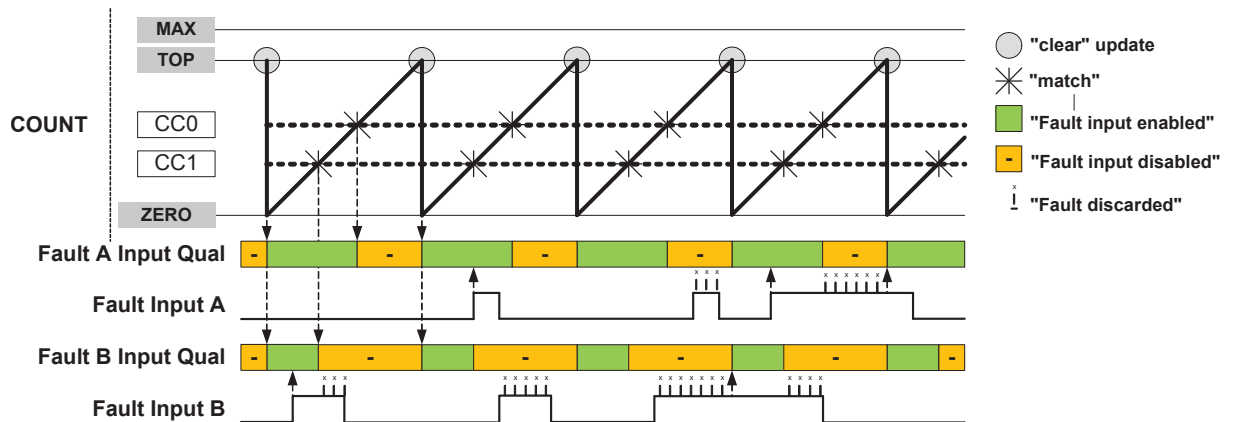 MAX
TOP
COUNT
CC0
CC1
ZERO
"clear" update
"match"
"Fault input enabled"
- "Fault input disabled"
x "Fault discarded"
Fault A Input Qual - - - - -
x x x x x x x x x
Fault Input A
Fault B Input Qual - - - - - -
x x x x x x x x x x x x x x x x x x x
Fault Input B